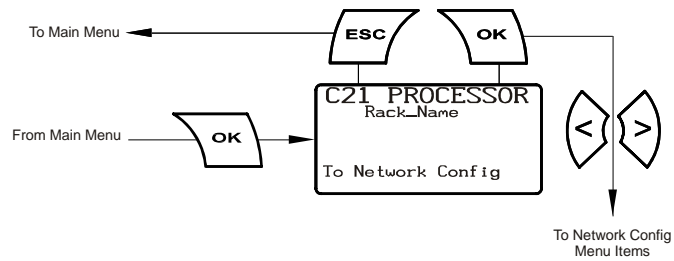 To Main Menu
ESC
OK
C21 PROCESSOR
Rack_Name
From Main Menu
OK
< >
To Network Config
To Network Config
Menu Items